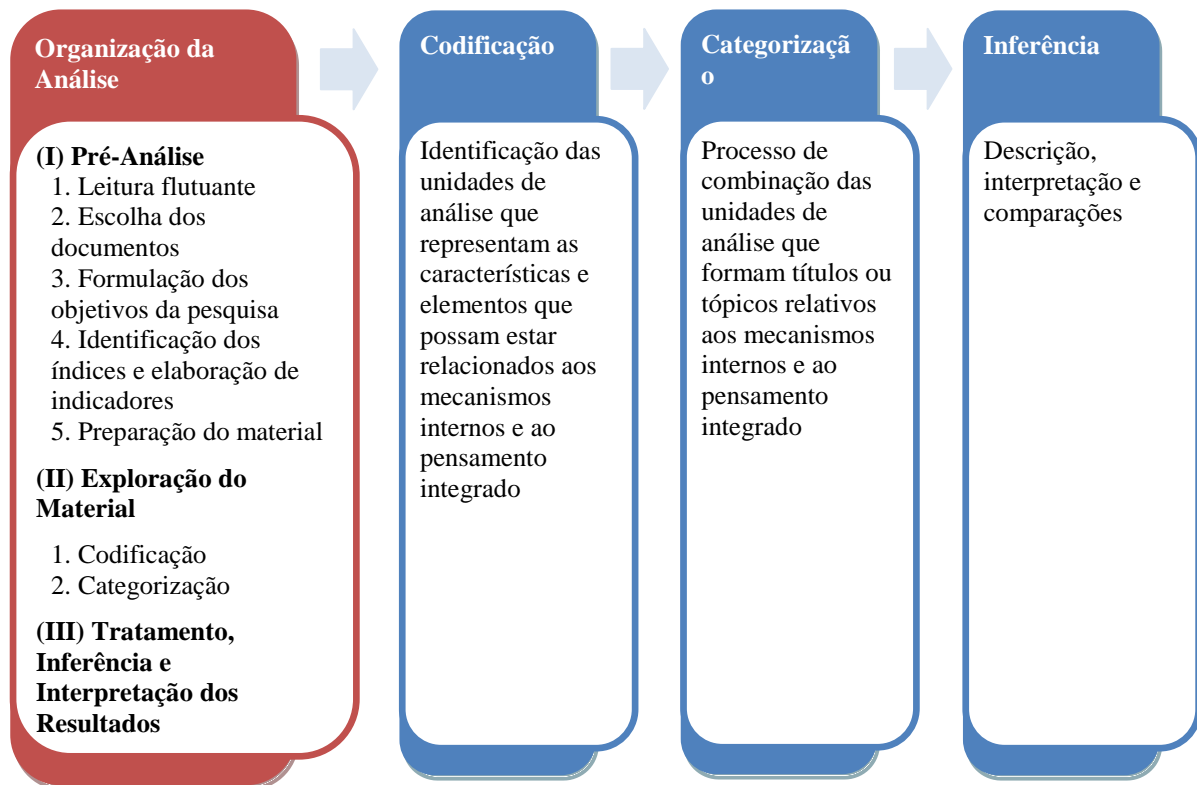 Organização da
Análise
(I) Pré-Análise
1. Leitura flutuante
2. Escolha dos
documentos
3. Formulação dos
objetivos da pesquisa
4. Identificação dos
índices e elaboração de
indicadores
5. Preparação do material
(II) Exploração do
Material
1. Codificação
2. Categorização
(III) Tratamento,
Inferência e
Interpretação dos
Resultados
Codificação
Identificação das
unidades de
análise que
representam as
características e
elementos que
possam estar
relacionados aos
mecanismos
internos e ao
pensamento
integrado
Categorizaçã
o
Processo de
combinação das
unidades de
análise que
formam títulos ou
tópicos relativos
aos mecanismos
internos e ao
pensamento
integrado
Inferência
Descrição,
interpretação e
comparações